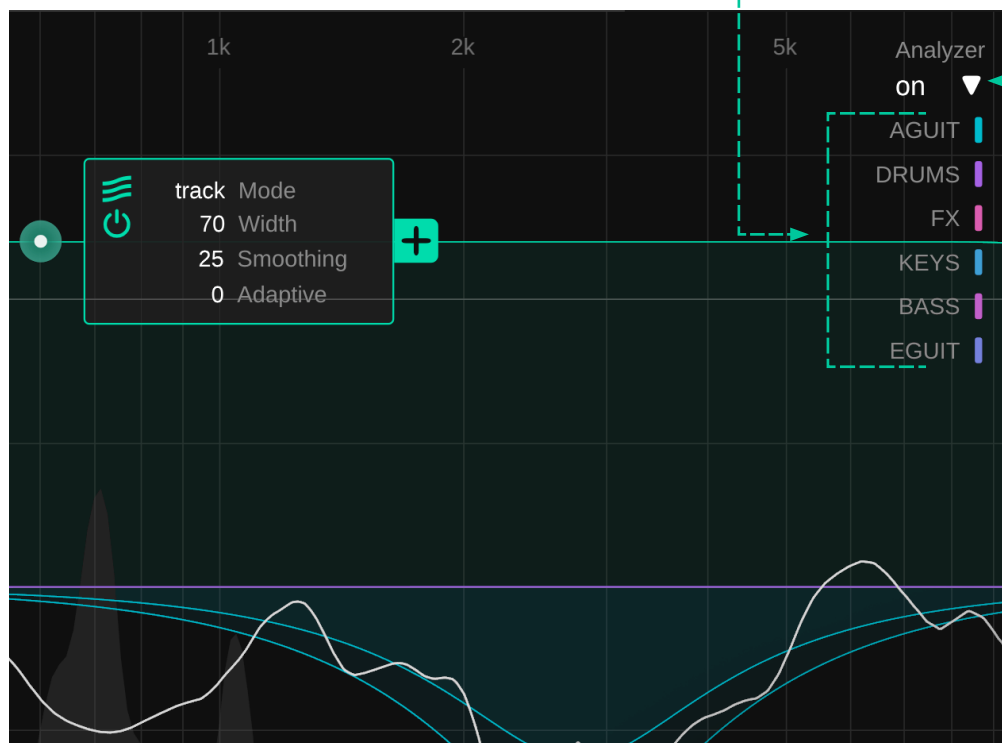 1k 2k 5k
Analyzer
on
AGUIT
DRUMS
FX
KEYS
BASS
EGUIT
track Mode
70 Width
25 Smoothing
0 Adaptive